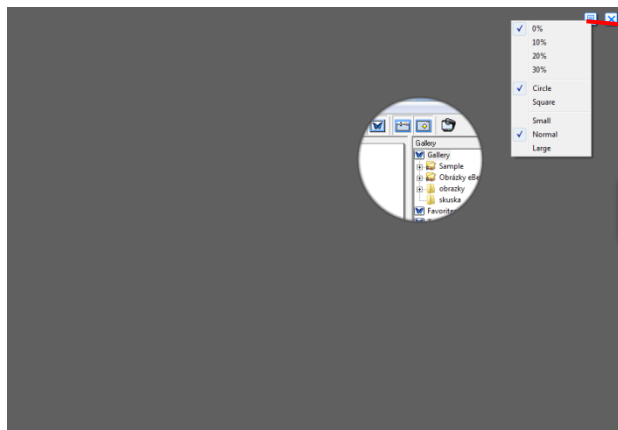 0%
10%
20%
30%
Circle
Square
Small
Normal
Large
Gallery
Gallery
Sample
Obrázky eBe
obrazky
skuska
Favorite